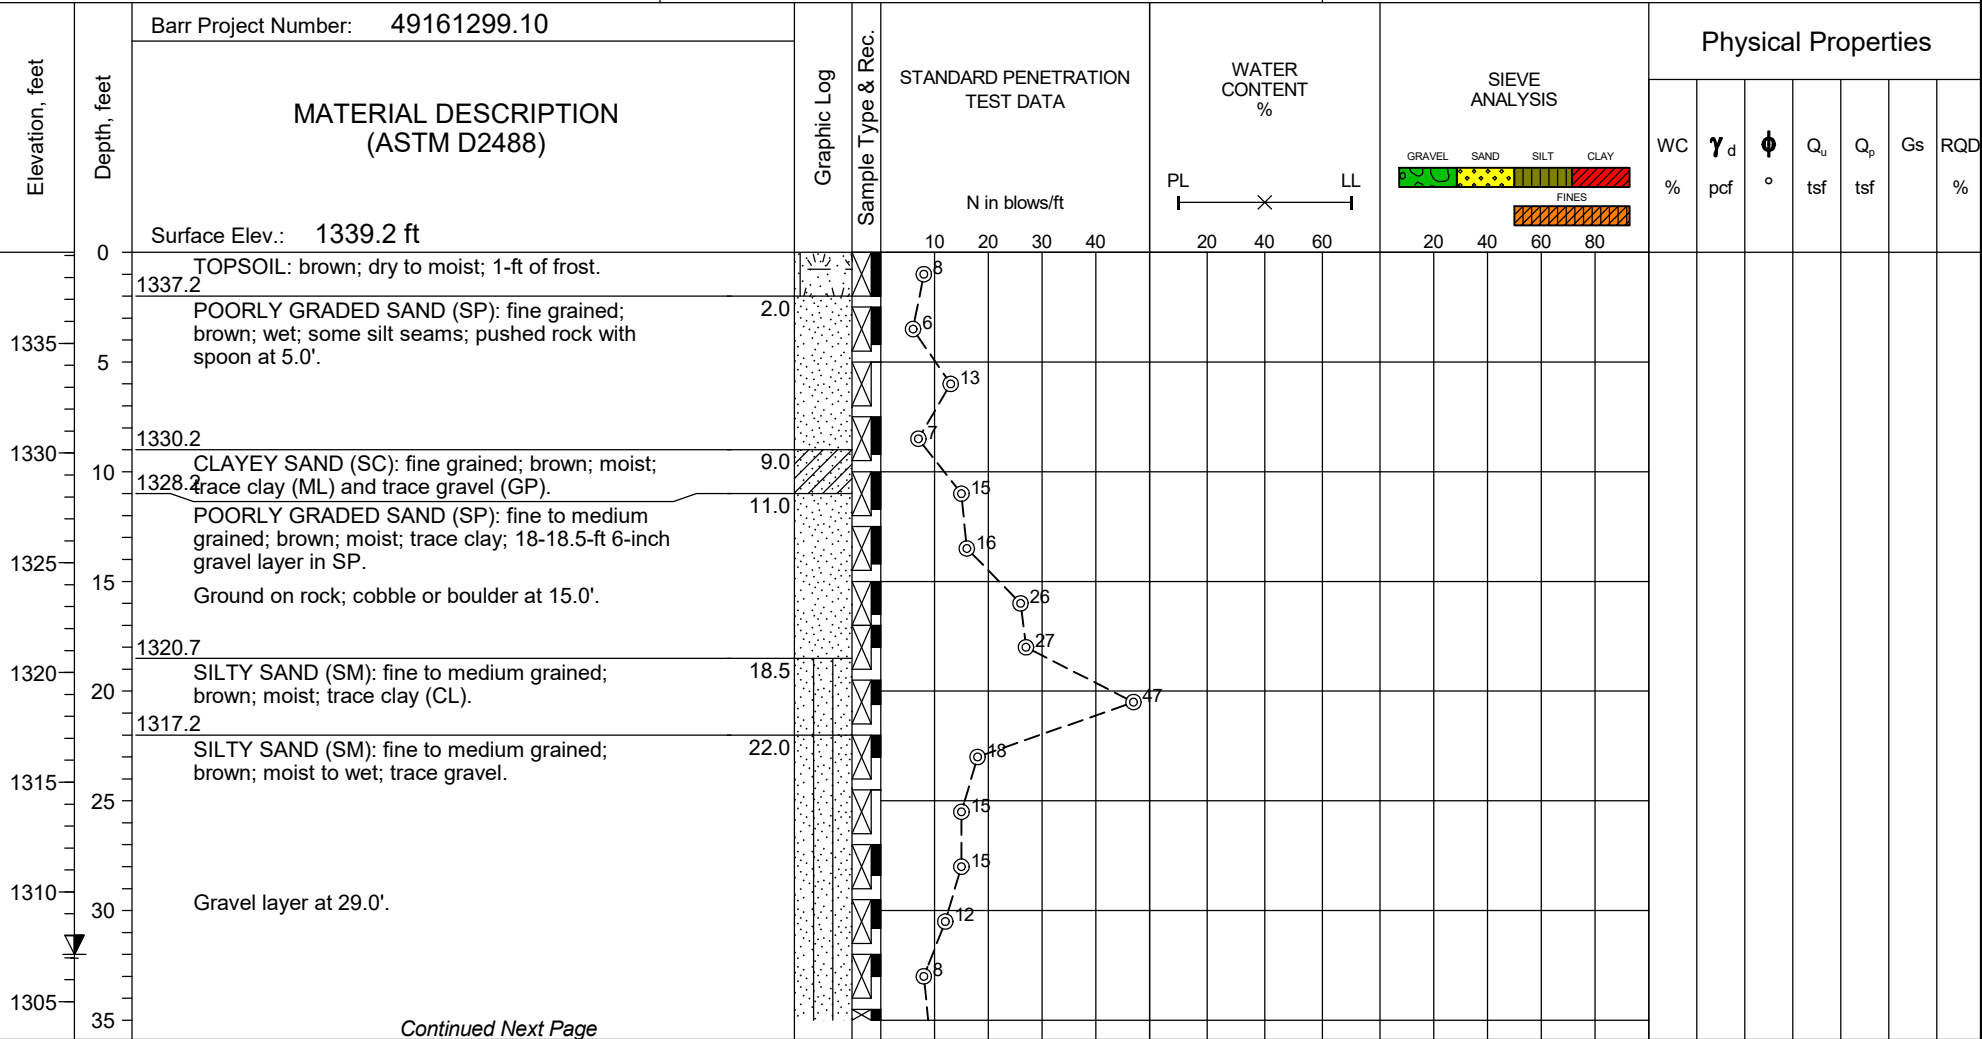 Barr Project Number: 49161299.10
Elevation, feet
Depth, feet
MATERIAL DESCRIPTION
(ASTM D2488)
Surface Elev.: 1339.2 ft
Graphic Log
Sample Type & Rec.
STANDARD PENETRATION
TEST DATA
N in blows/ft
10 20 30 40
WATER
CONTENT
%
PL LL
20 40 60
SIEVE
ANALYSIS
GRAVEL SAND SILT CLAY
FINES
20 40 60 80
Physical Properties
WC γd ϕ Qu Qp Gs RQD
% pcf ° tsf tsf %
0
TOPSOIL: brown; dry to moist; 1-ft of frost.
8
1337.2
POORLY GRADED SAND (SP): fine grained; 2.0
brown; wet; some silt seams; pushed rock with
6
1335
spoon at 5.0'.
5
13
1330.2
7
1330
CLAYEY SAND (SC): fine grained; brown; moist; 9.0
10
1328.2
trace clay (ML) and trace gravel (GP).
15
11.0
POORLY GRADED SAND (SP): fine to medium
grained; brown; moist; trace clay; 18-18.5-ft 6-inch
16
gravel layer in SP.
1325
15
Ground on rock; cobble or boulder at 15.0'.
26
1320.7
27
1320
SILTY SAND (SM): fine to medium grained; 18.5
20
brown; moist; trace clay (CL).
47
1317.2
SILTY SAND (SM): fine to medium grained; 22.0
18
brown; moist to wet; trace gravel.
1315
25
15
15
1310
Gravel layer at 29.0'.
30
12
8
1305
35
Continued Next Page